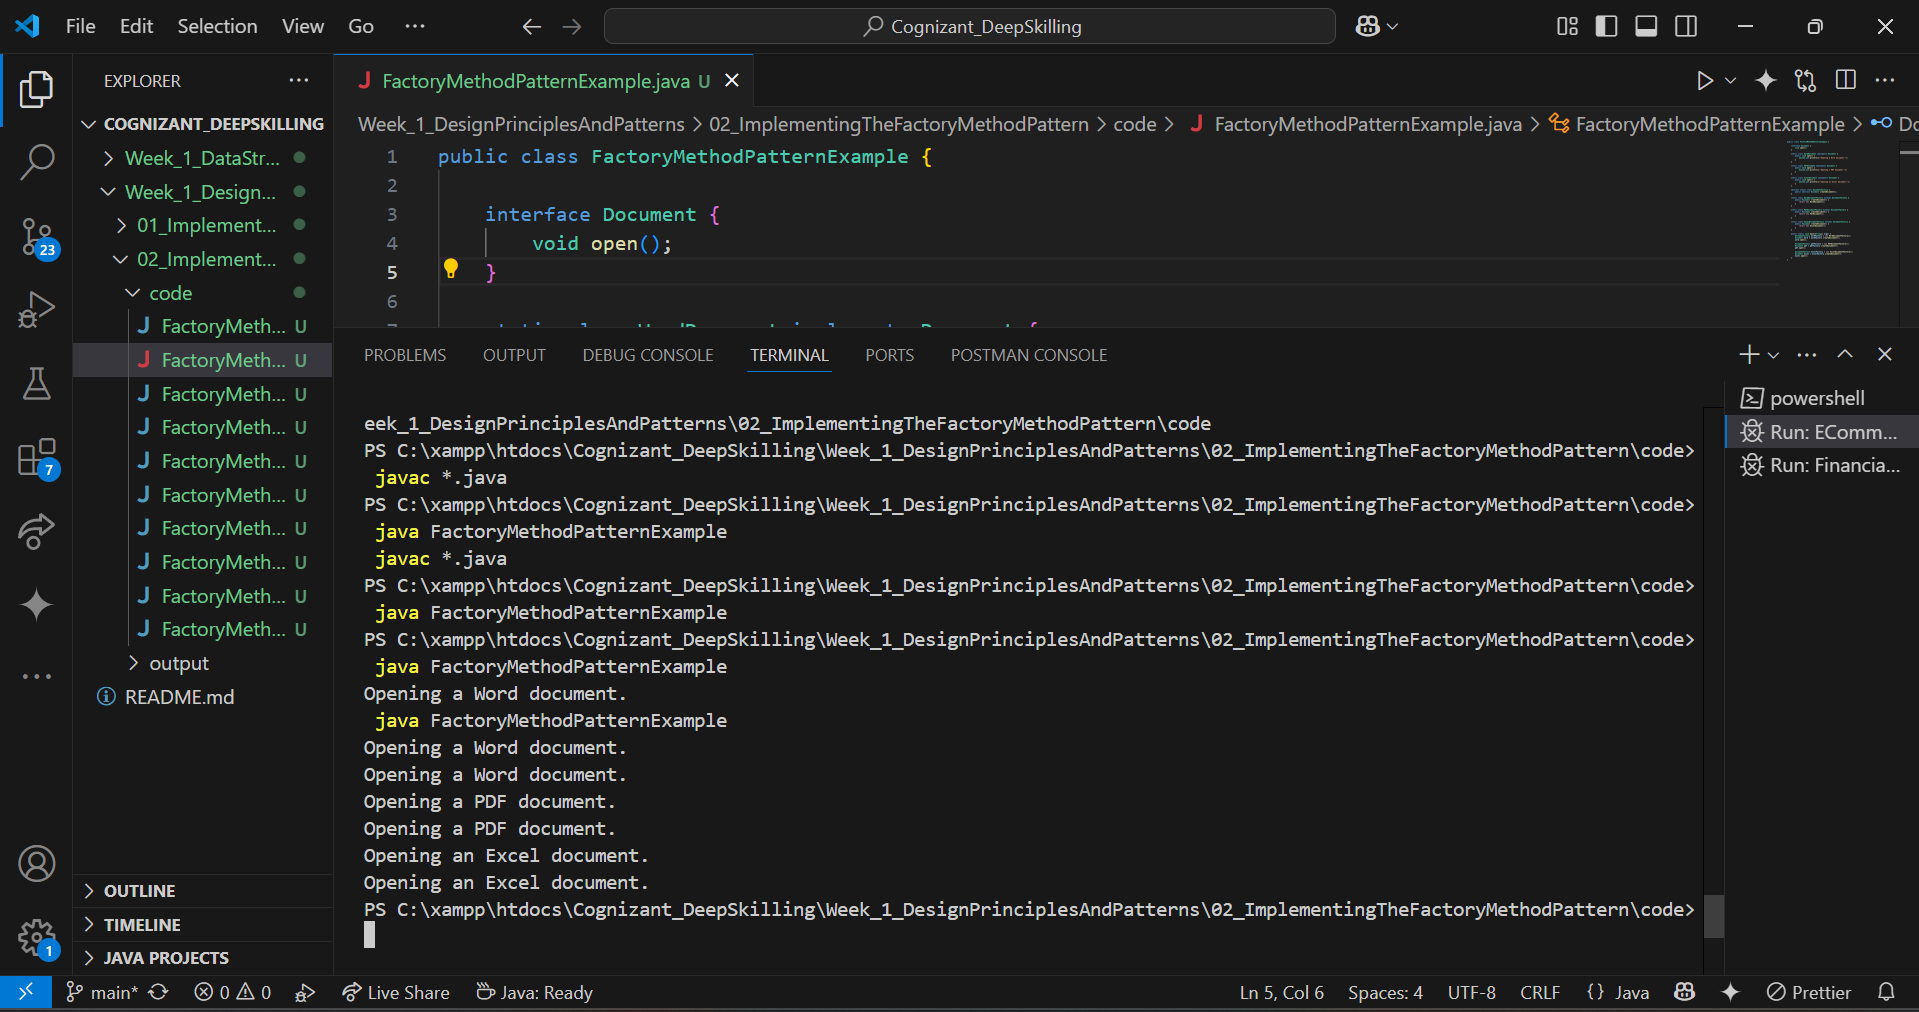 File Edit Selection View Go ··· Cognizant_DeepSkilling
EXPLORER ···
COGNIZANT_DEEPSKILLING
Week_1_DataStr...
Week_1_Design...
01_Implement...
02_Implement...
code
FactoryMeth... U
FactoryMeth... U
FactoryMeth... U
FactoryMeth... U
FactoryMeth... U
FactoryMeth... U
FactoryMeth... U
FactoryMeth... U
FactoryMeth... U
FactoryMeth... U
output
README.md
OUTLINE
TIMELINE
JAVA PROJECTS
23
7
1
FactoryMethodPatternExample.java U
Week_1_DesignPrinciplesAndPatterns > 02_ImplementingTheFactoryMethodPattern > code > FactoryMethodPatternExample.java > FactoryMethodPatternExample > Do
1 public class FactoryMethodPatternExample {
2
3 interface Document {
4 void open();
5 }
6
PROBLEMS OUTPUT DEBUG CONSOLE TERMINAL PORTS POSTMAN CONSOLE
eek_1_DesignPrinciplesAndPatterns\02_ImplementingTheFactoryMethodPattern\code
PS C:\xampp\htdocs\Cognizant_DeepSkilling\Week_1_DesignPrinciplesAndPatterns\02_ImplementingTheFactoryMethodPattern\code>
javac *.java
PS C:\xampp\htdocs\Cognizant_DeepSkilling\Week_1_DesignPrinciplesAndPatterns\02_ImplementingTheFactoryMethodPattern\code>
java FactoryMethodPatternExample
javac *.java
PS C:\xampp\htdocs\Cognizant_DeepSkilling\Week_1_DesignPrinciplesAndPatterns\02_ImplementingTheFactoryMethodPattern\code>
java FactoryMethodPatternExample
PS C:\xampp\htdocs\Cognizant_DeepSkilling\Week_1_DesignPrinciplesAndPatterns\02_ImplementingTheFactoryMethodPattern\code>
java FactoryMethodPatternExample
Opening a Word document.
java FactoryMethodPatternExample
Opening a Word document.
Opening a Word document.
Opening a PDF document.
Opening a PDF document.
Opening an Excel document.
Opening an Excel document.
PS C:\xampp\htdocs\Cognizant_DeepSkilling\Week_1_DesignPrinciplesAndPatterns\02_ImplementingTheFactoryMethodPattern\code>
powershell
Run: EComm...
Run: Financia...
main* 0 0 Live Share Java: Ready Ln 5, Col 6 Spaces: 4 UTF-8 CRLF {} Java Prettier